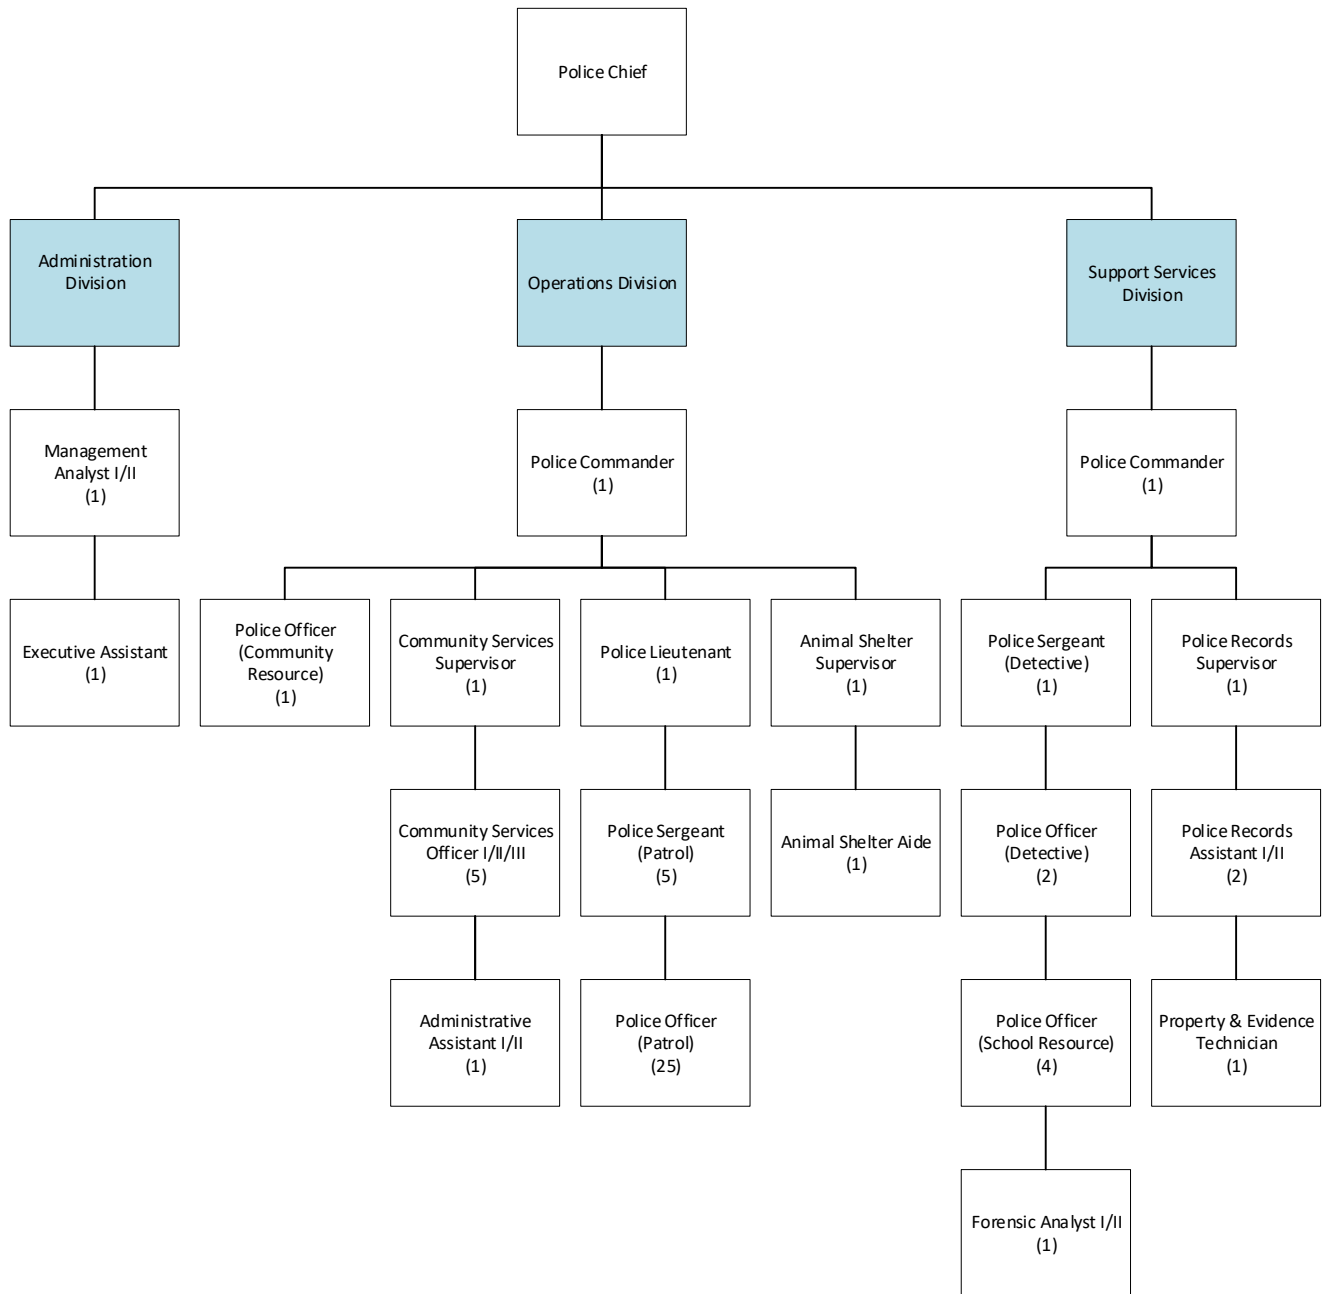 Police Chief
Administration
Division
Operations Division
Support Services
Division
Management
Analyst I/II
(1)
Police Commander
(1)
Police Commander
(1)
Executive Assistant
(1)
Police Officer
(Community
Resource)
(1)
Community Services
Supervisor
(1)
Police Lieutenant
(1)
Animal Shelter
Supervisor
(1)
Police Sergeant
(Detective)
(1)
Police Records
Supervisor
(1)
Community Services
Officer I/II/III
(5)
Police Sergeant
(Patrol)
(5)
Animal Shelter Aide
(1)
Police Officer
(Detective)
(2)
Police Records
Assistant I/II
(2)
Administrative
Assistant I/II
(1)
Police Officer
(Patrol)
(25)
Police Officer
(School Resource)
(4)
Property & Evidence
Technician
(1)
Forensic Analyst I/II
(1)